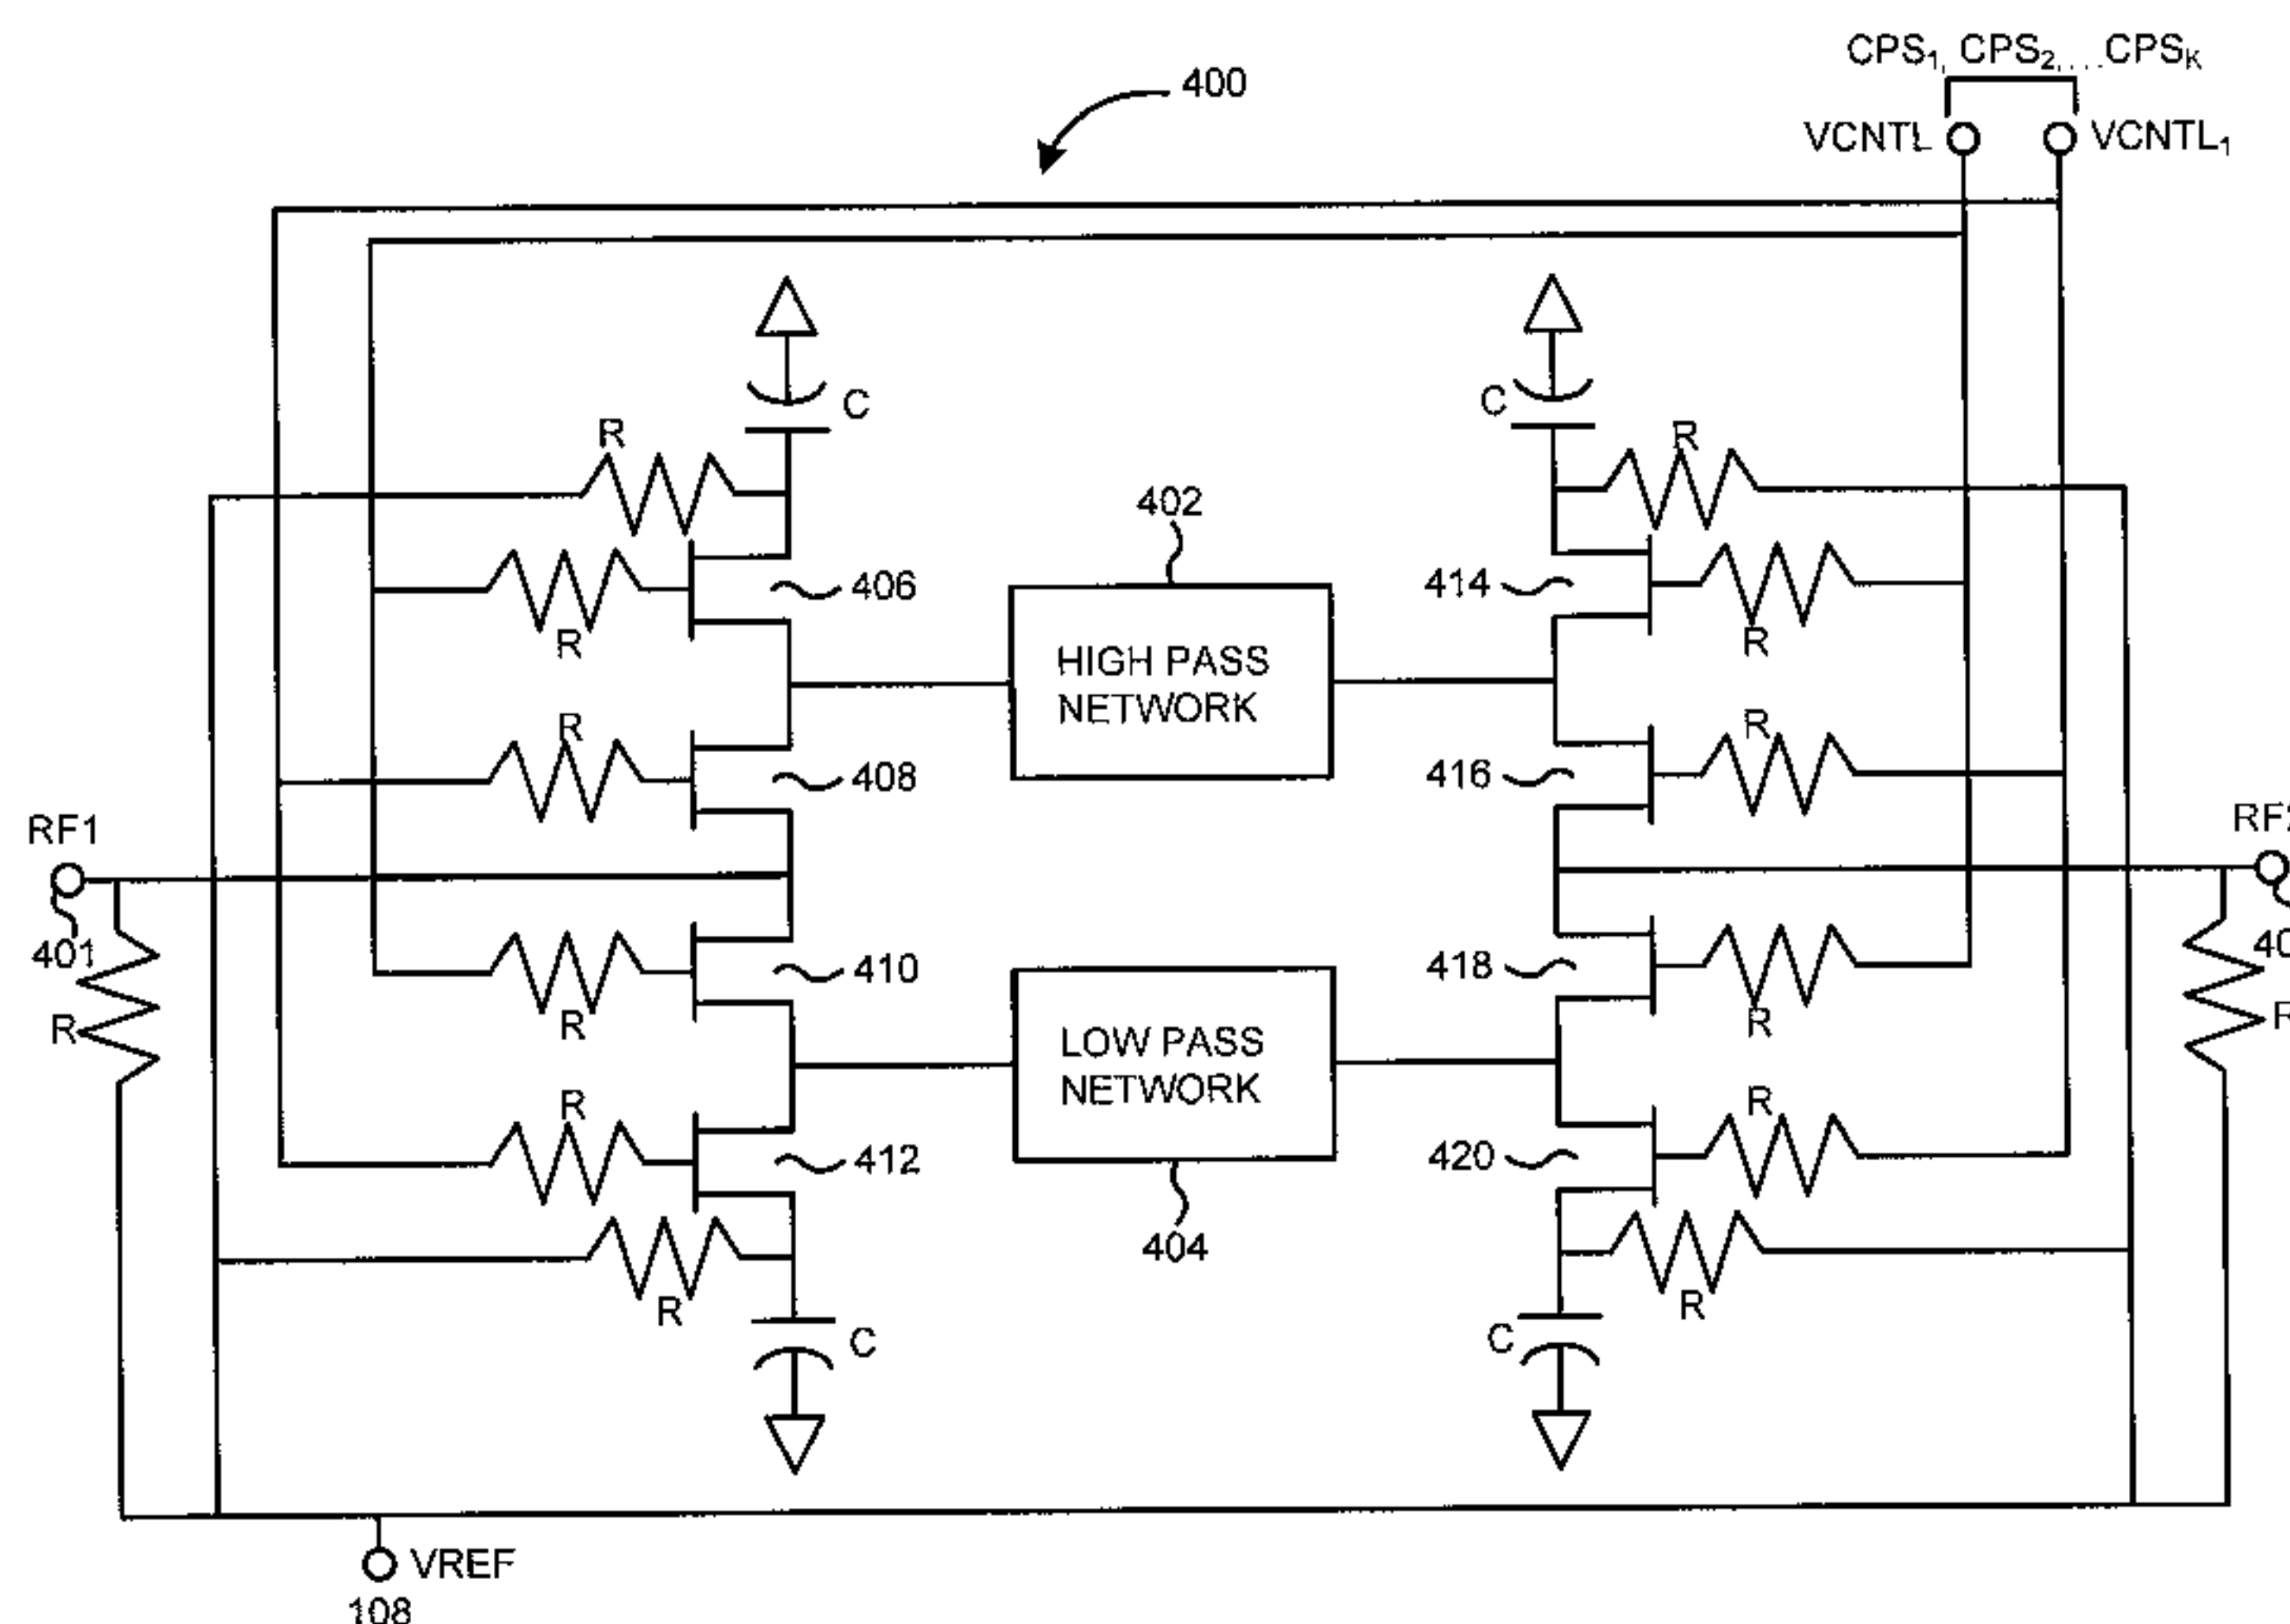 CPS₁, CPS₂,....CPSₖ
400
VCNTL
VCNTL₁
C
C
R
R
402
406
414
R
HIGH PASS
NETWORK
R
R
R
408
416
RF1
401
410
418
R
R
R
LOW PASS
NETWORK
R
R
412
420
404
R
R
C
C
VREF
108